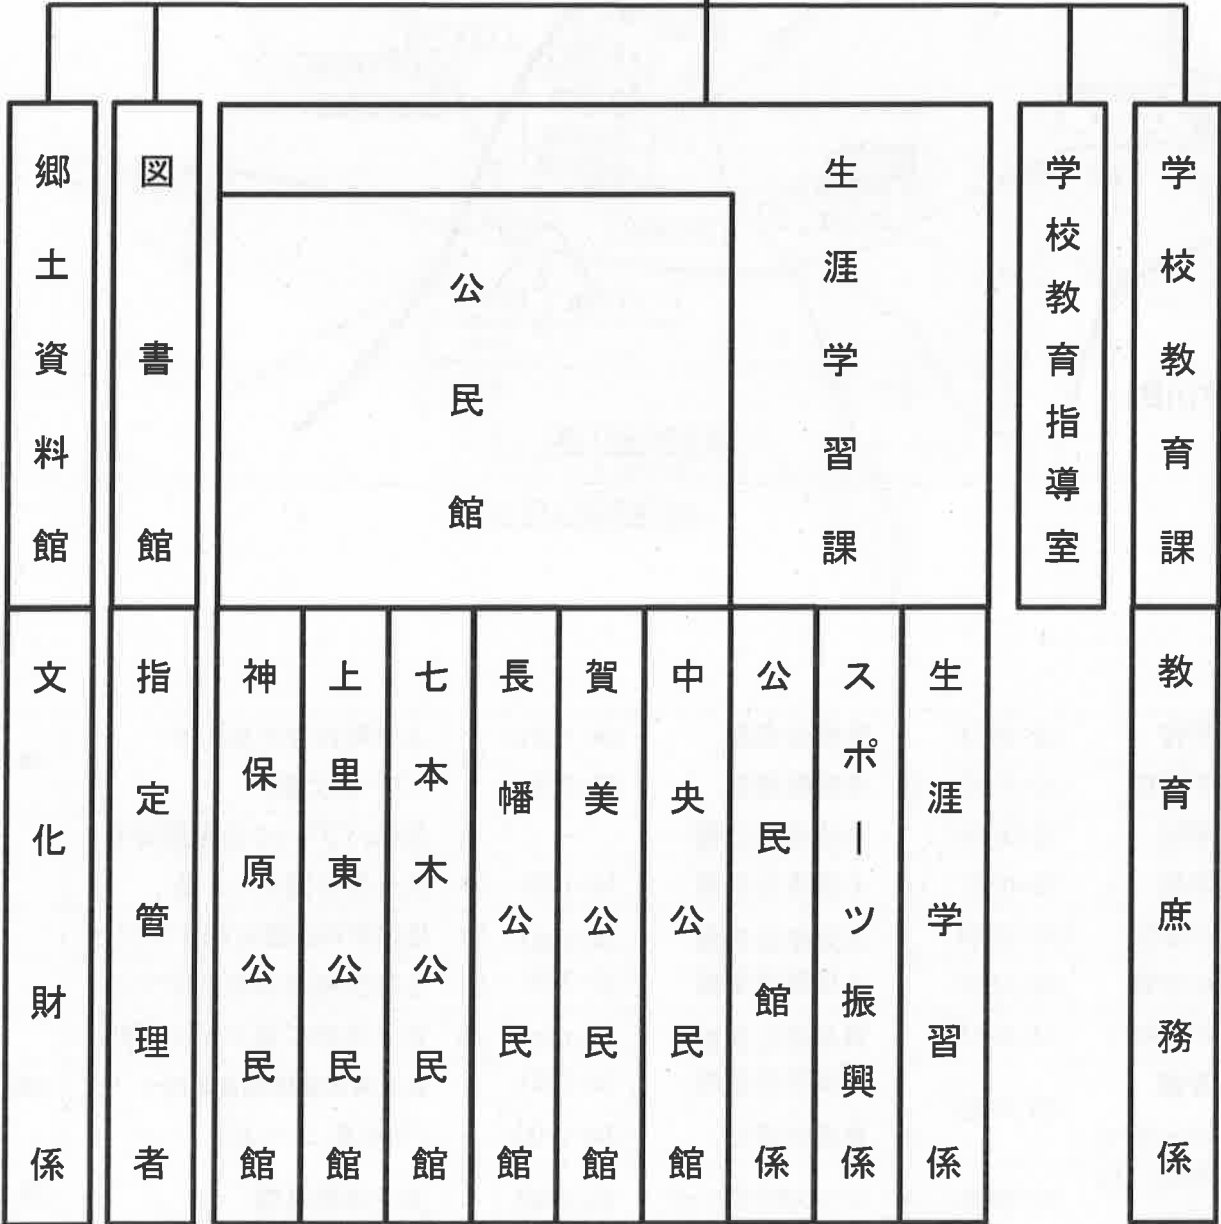 学校教育課
学校教育指導室
生涯学習課
公民館
図書館
郷土資料館
教育庶務係
生涯学習係
スポーツ振興係
公民館係
中央公民館
賀美公民館
長幡公民館
七本木公民館
上里東公民館
神保原公民館
指定管理者
文化財係